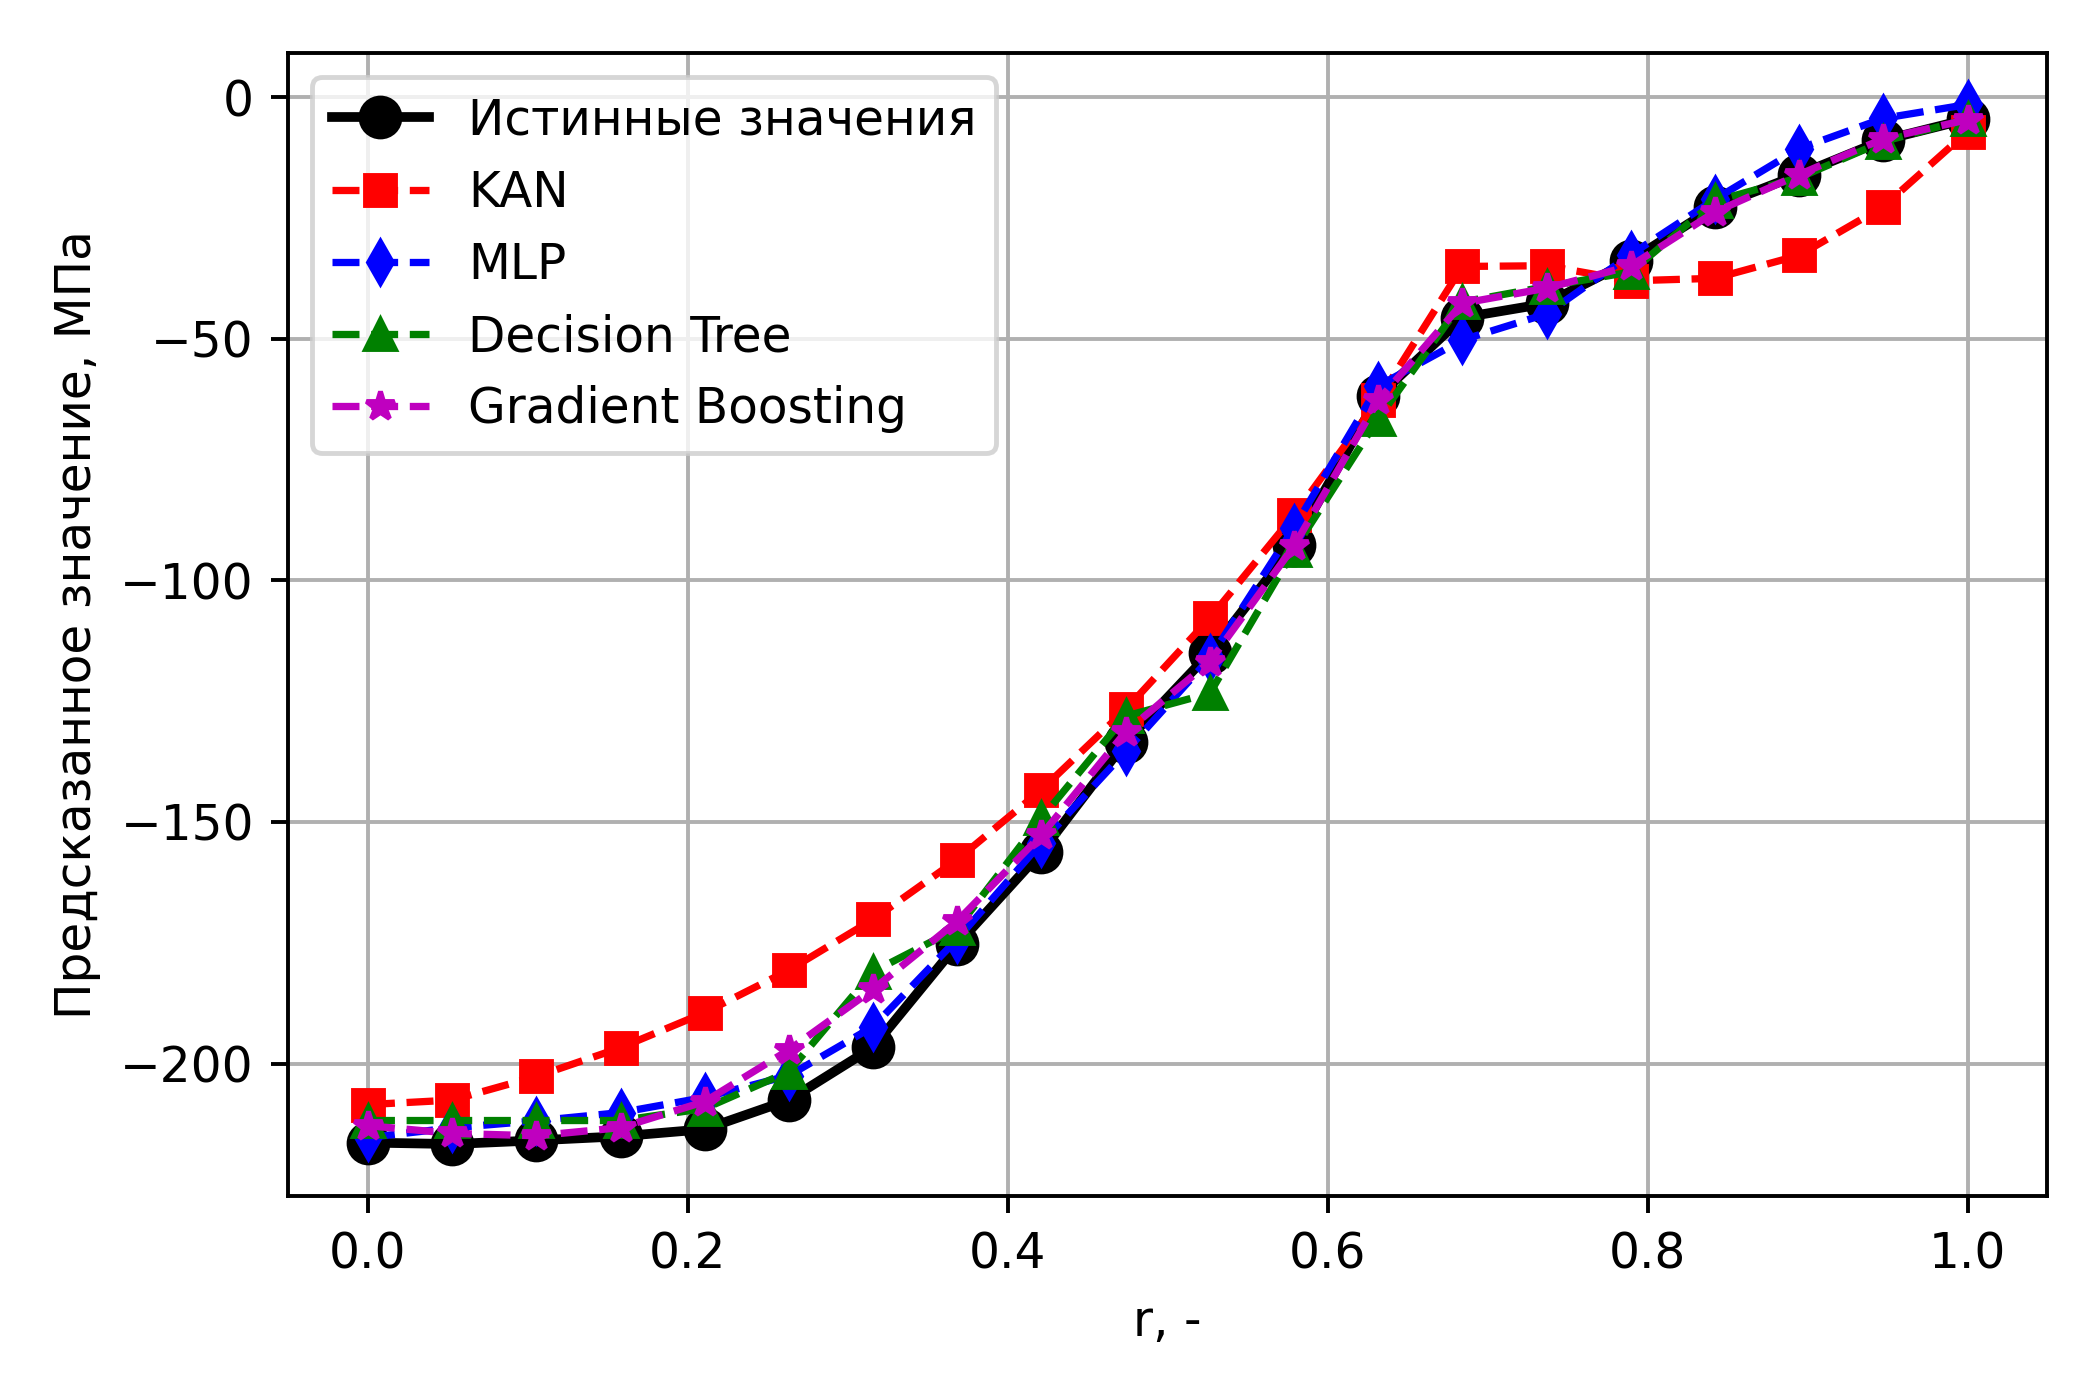 Истинные значения
KAN
MLP
Decision Tree
Gradient Boosting
Предсказанное значение, МПа
0
−50
−100
−150
−200
0.0 0.2 0.4 0.6 0.8 1.0
r, -